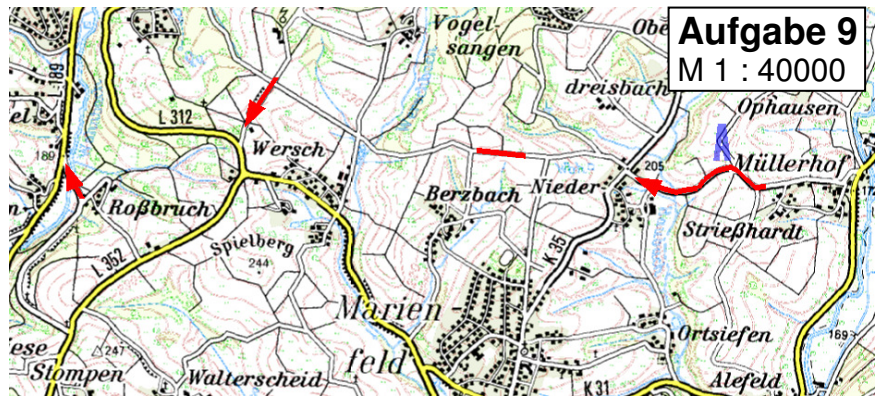 Aufgabe 9
M 1 : 40000
Vogel-
sangen
Obe
dreisbach
Ophausen
L 189
L 312
el
189
Wersch
Müllerhof
205
Nieder
Berzbach
Roßbruch
Strießhardt
Spielberg
244
K 35
L 352
Marien-
feld
Ortsiefen
169
247
Stompen
Walterscheid
K 31
Alefeld